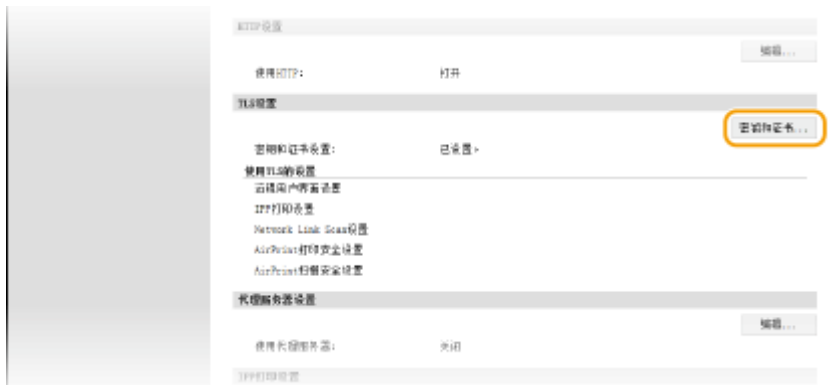 HTTP设置
编辑...
使用HTTP: 打开
TLS设置
密钥和证书...
密钥和证书设置: 已设置。
使用TLS的设置
远程用户界面设置
IPP打印设置
Network Link Scan设置
AirPrint打印安全设置
AirPrint扫描安全设置
代理服务器设置
编辑...
使用代理服务器: 关闭
IPP打印设置